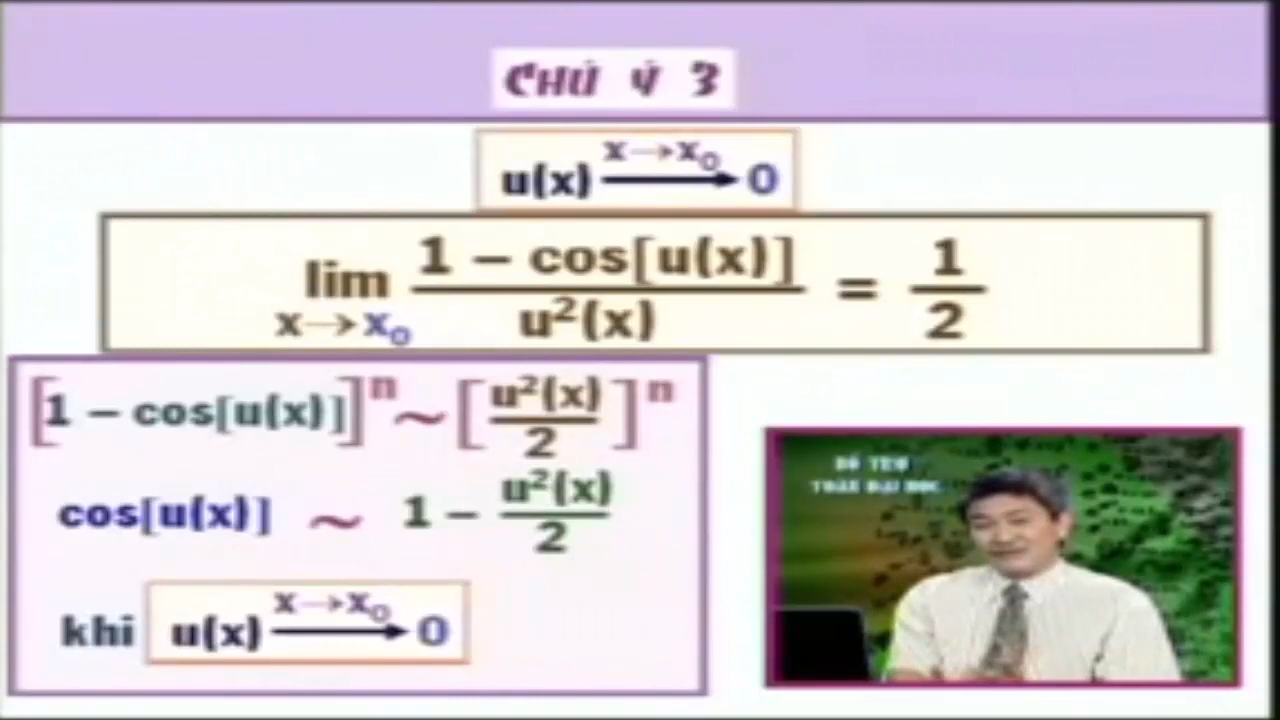 CHÚ Ý 3
u(x) x→x₀ ⟶ 0
lim x→x₀ (1 − cos[u(x)]) / (u²(x)) = 1/2
[1 − cos[u(x)]]ⁿ ~ [u²(x)/2]ⁿ
cos[u(x)] ~ 1 − u²(x)/2
khi u(x) x→x₀ ⟶ 0